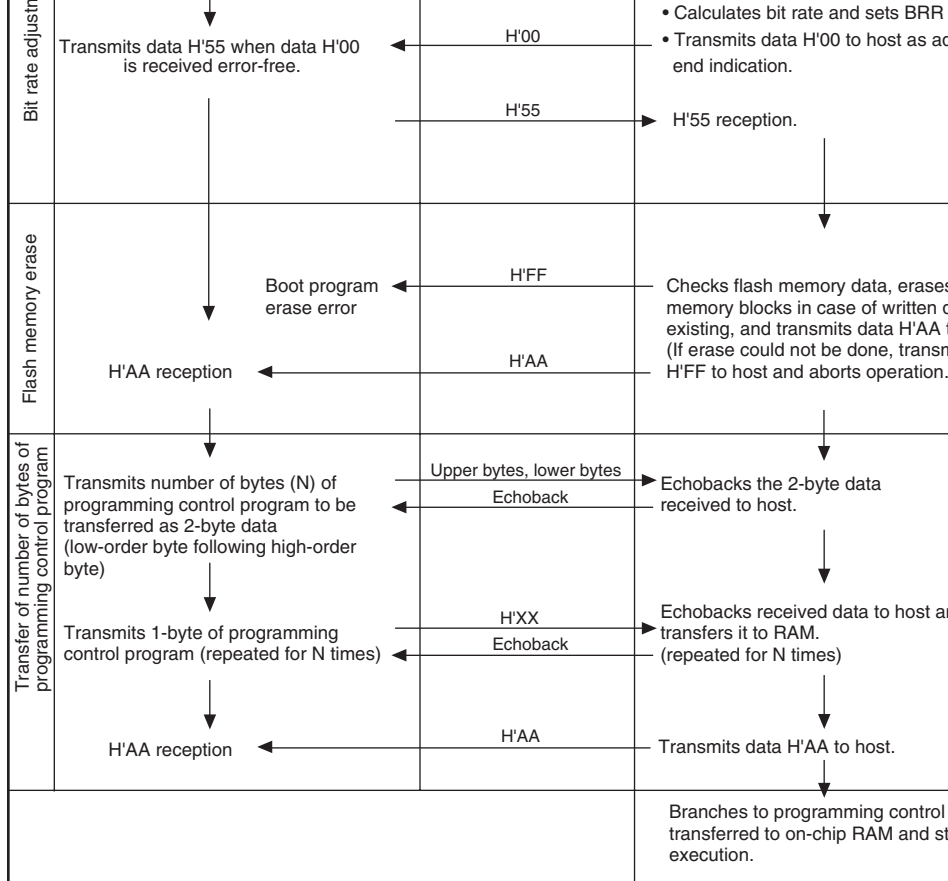 Bit rate
Transmits data H'55 when data H'00
is received error-free.
H'00
• Calculates bit rate and sets BRR
• Transmits data H'00 to host as
end indication.
H'55
H'55 reception.
Flash memory erase
Boot program
erase error
H'FF
Checks flash memory data, erases
memory blocks in case of written
existing, and transmits data H'AA
(If erase could not be done,
H'FF to host and aborts operation.
H'AA reception
H'AA
Transfer of number of bytes of
programming control program
Transmits number of bytes (N) of
programming control program to be
transferred as 2-byte data
(low-order byte following high-order
byte)
Upper bytes, lower bytes
Echoback
Echobacks the 2-byte data
received to host.
Transmits 1-byte of programming
control program (repeated for N times)
H'XX
Echoback
Echobacks received data to host
transfers it to RAM.
(repeated for N times)
H'AA reception
H'AA
Transmits data H'AA to host.
Branches to programming control
transferred to on-chip RAM and
execution.